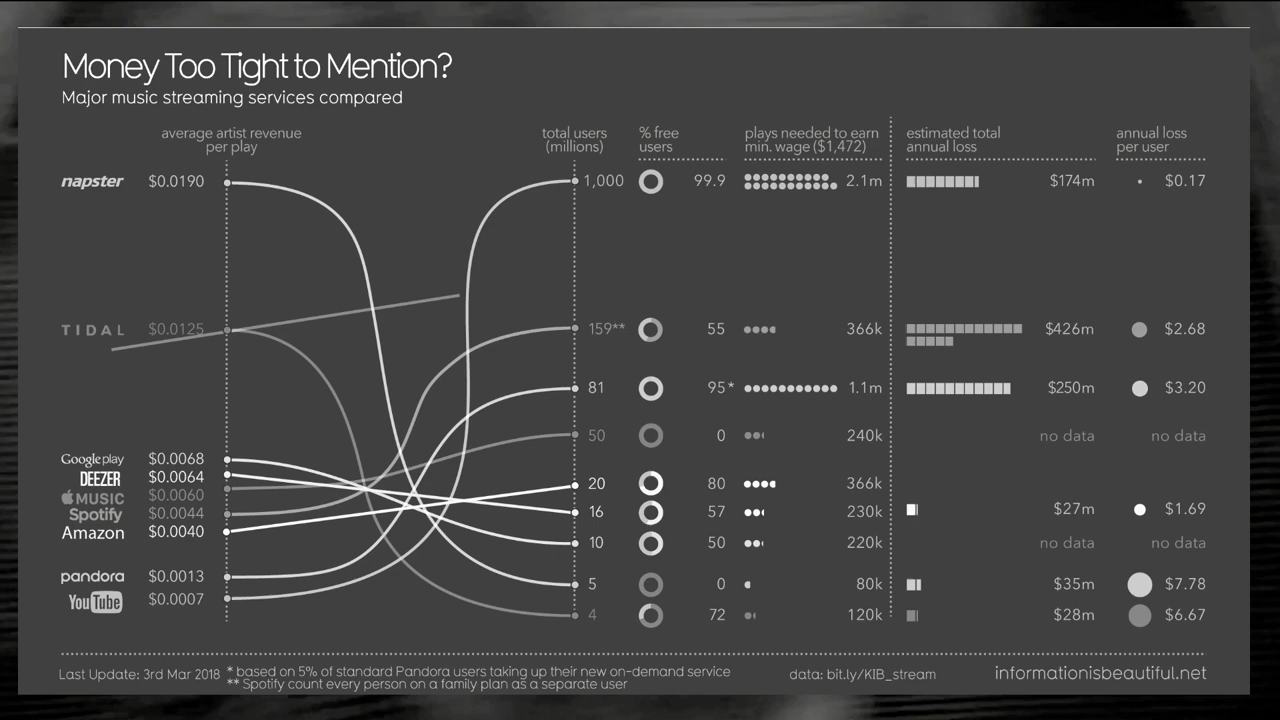 Money Too Tight to Mention?
Major music streaming services compared
average artist revenue
per play
total users
(millions)
% free
users
plays needed to earn
min. wage ($1,472)
estimated total
annual loss
annual loss
per user
napster $0.0190 1,000 99.9 2.1m $174m $0.17
TIDAL $0.0125 159** 55 366k $426m $2.68
81 95* 1.1m $250m $3.20
50 0 240k no data no data
Google play $0.0068
DEEZER $0.0064 20 80 366k
MUSIC $0.0060
Spotify $0.0044 16 57 230k $27m $1.69
Amazon $0.0040 10 50 220k no data no data
pandora $0.0013 5 0 80k $35m $7.78
YouTube $0.0007 4 72 120k $28m $6.67
Last Update: 3rd Mar 2018
* based on 5% of standard Pandora users taking up their new on-demand service
** Spotify count every person on a family plan as a separate user
data: bit.ly/KIB_stream
informationisbeautiful.net